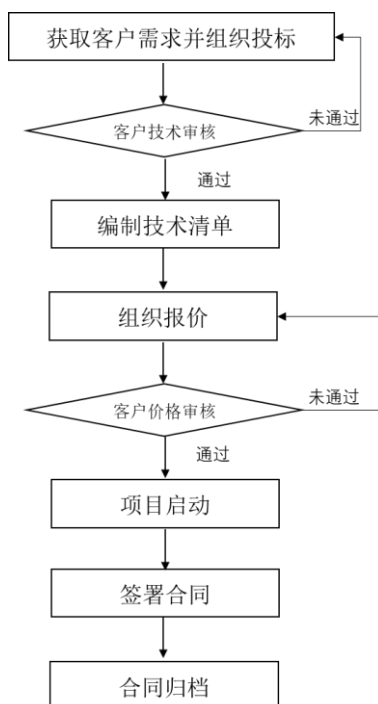 获取客户需求并组织投标
客户技术审核
未通过
通过
编制技术清单
组织报价
客户价格审核
未通过
通过
项目启动
签署合同
合同归档